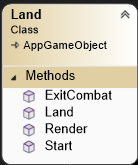 Land
Class
AppGameObject
Methods
ExitCombat
Land
Render
Start